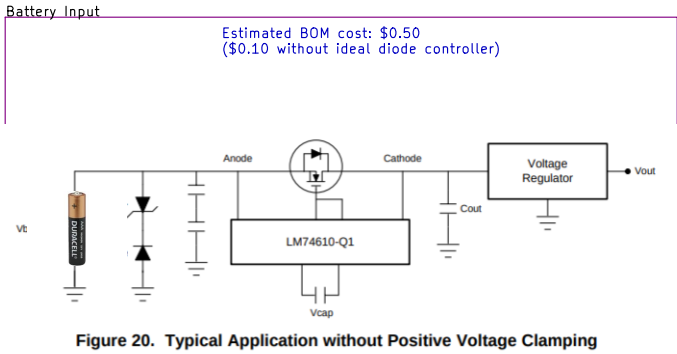 Battery Input
Estimated BOM cost: $0.50
($0.10 without ideal diode controller)
Anode
Cathode
Voltage
Regulator
Vout
Cout
DURACELL
LM74610-Q1
Vcap
Figure 20. Typical Application without Positive Voltage Clamping